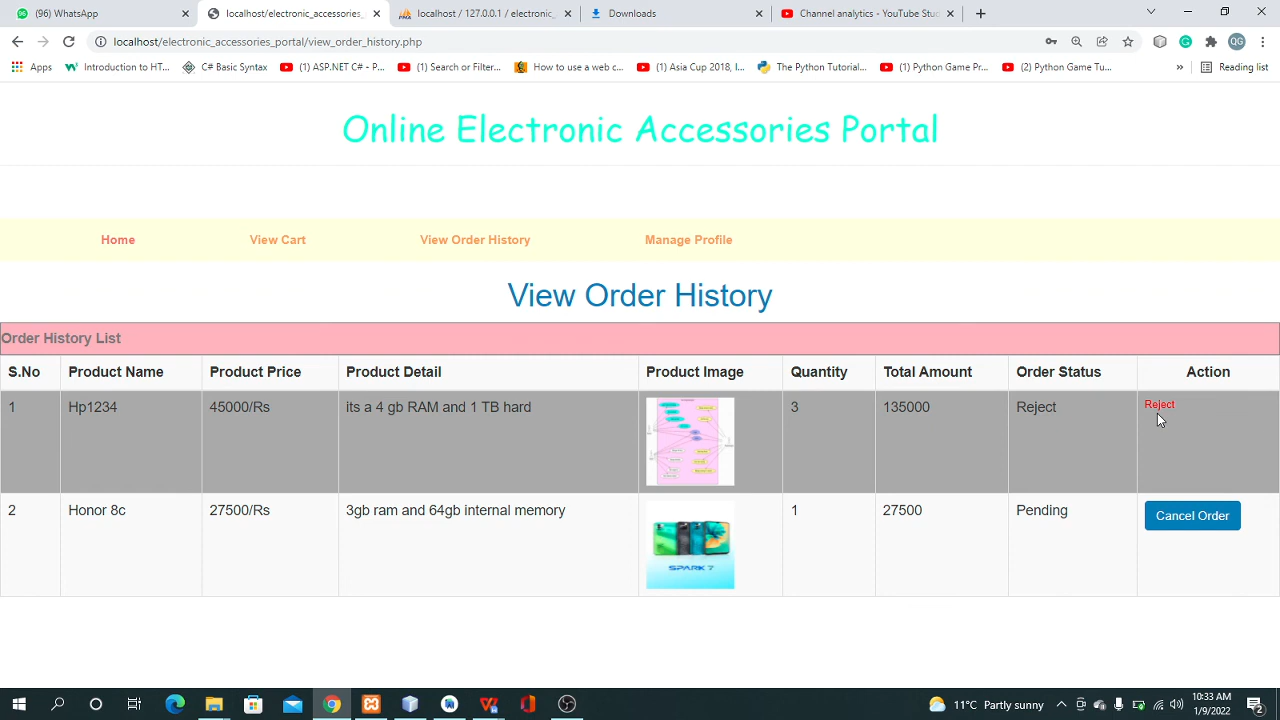 (96) WhatsApp
localhost/electronic_accessories_
localhost / 127.0.0.1 / electronic_
Downloads
Channel analytics - YouTube Stud
localhost/electronic_accessories_portal/view_order_history.php
QG
Apps
Introduction to HT...
C# Basic Syntax
(1) ASP.NET C# - P...
(1) Search or Filter...
How to use a web c...
(1) Asia Cup 2018, I...
The Python Tutorial...
(1) Python Game Pr...
(2) Python Game Tu...
»
Reading list
Online Electronic Accessories Portal
Home View Cart View Order History Manage Profile
View Order History
Order History List
S.No Product Name Product Price Product Detail Product Image Quantity Total Amount Order Status Action
1 Hp1234 45000/Rs its a 4 gb RAM and 1 TB hard 3 135000 Reject Reject
2 Honor 8c 27500/Rs 3gb ram and 64gb internal memory 1 27500 Pending Cancel Order
SPARK 7
11°C Partly sunny
10:33 AM
1/9/2022
2